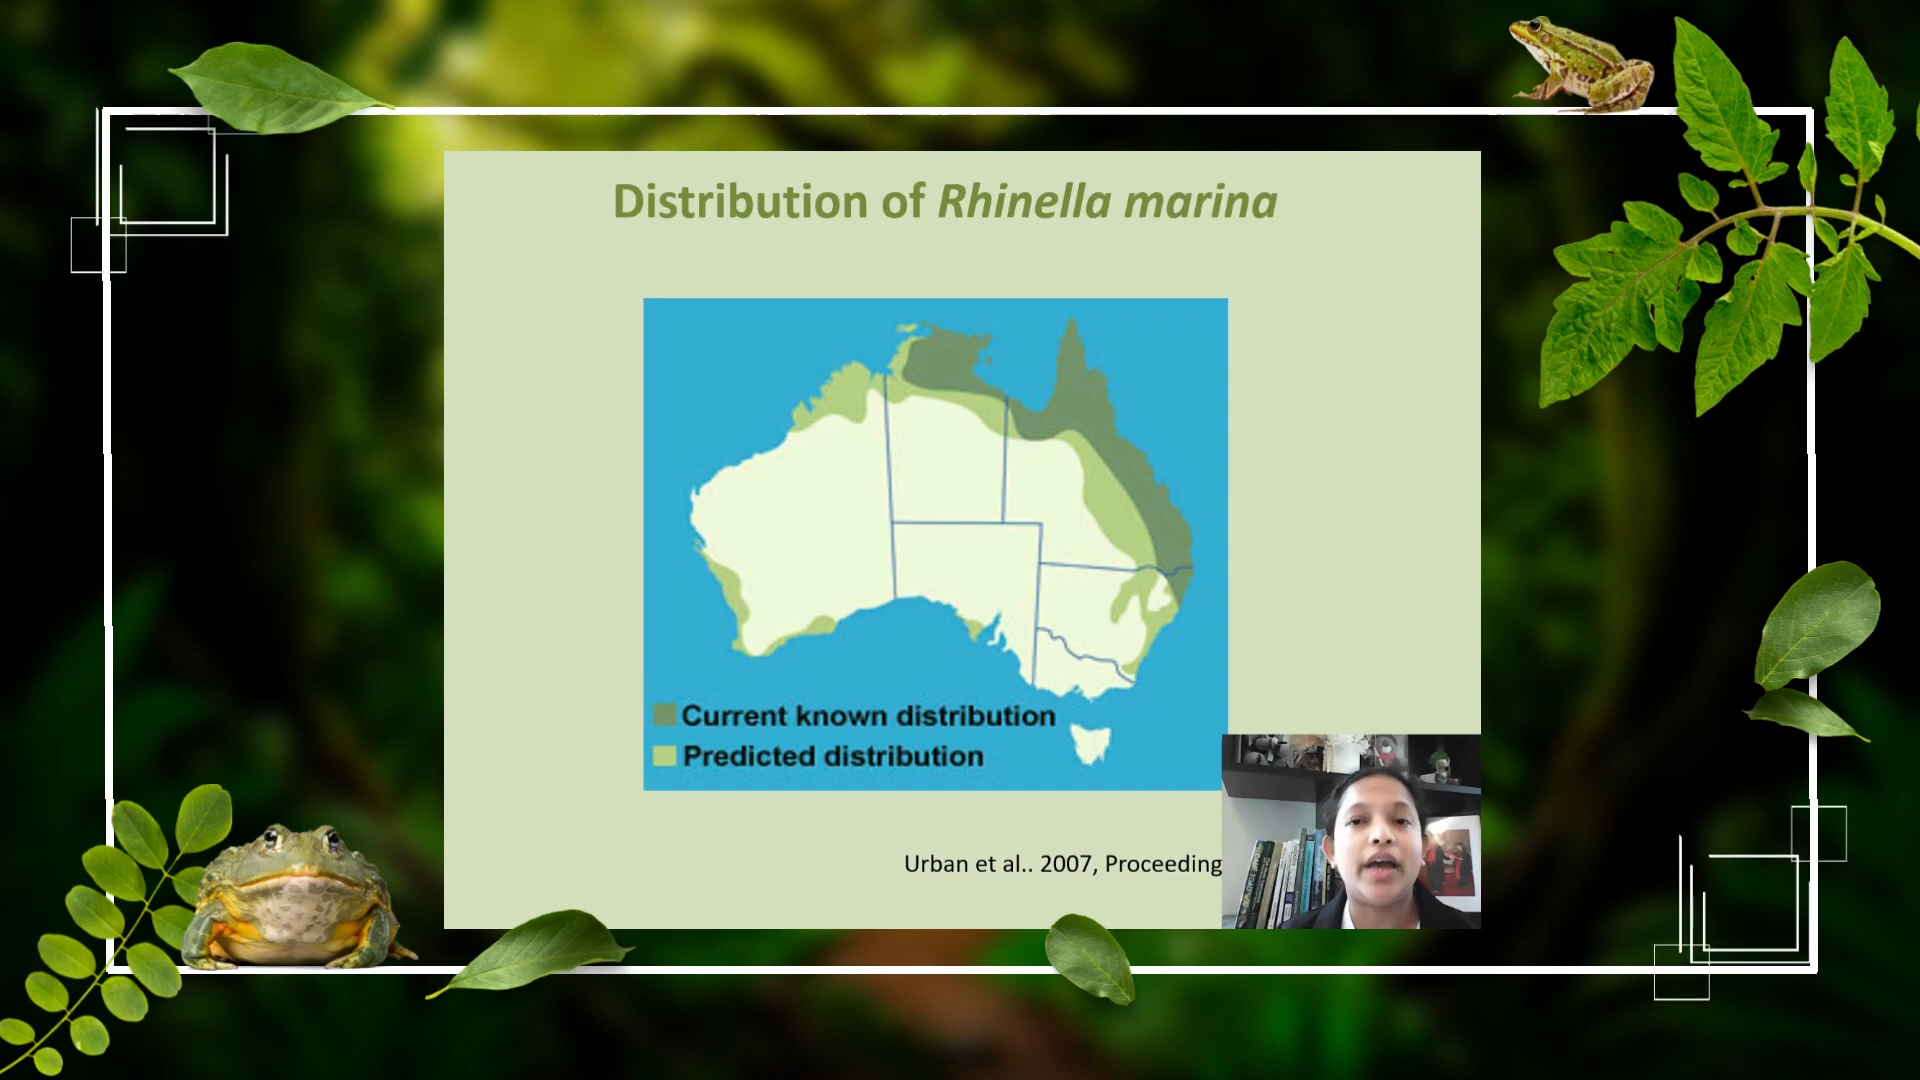 Distribution of Rhinella marina
Current known distribution
Predicted distribution
Urban et al.. 2007, Proceeding